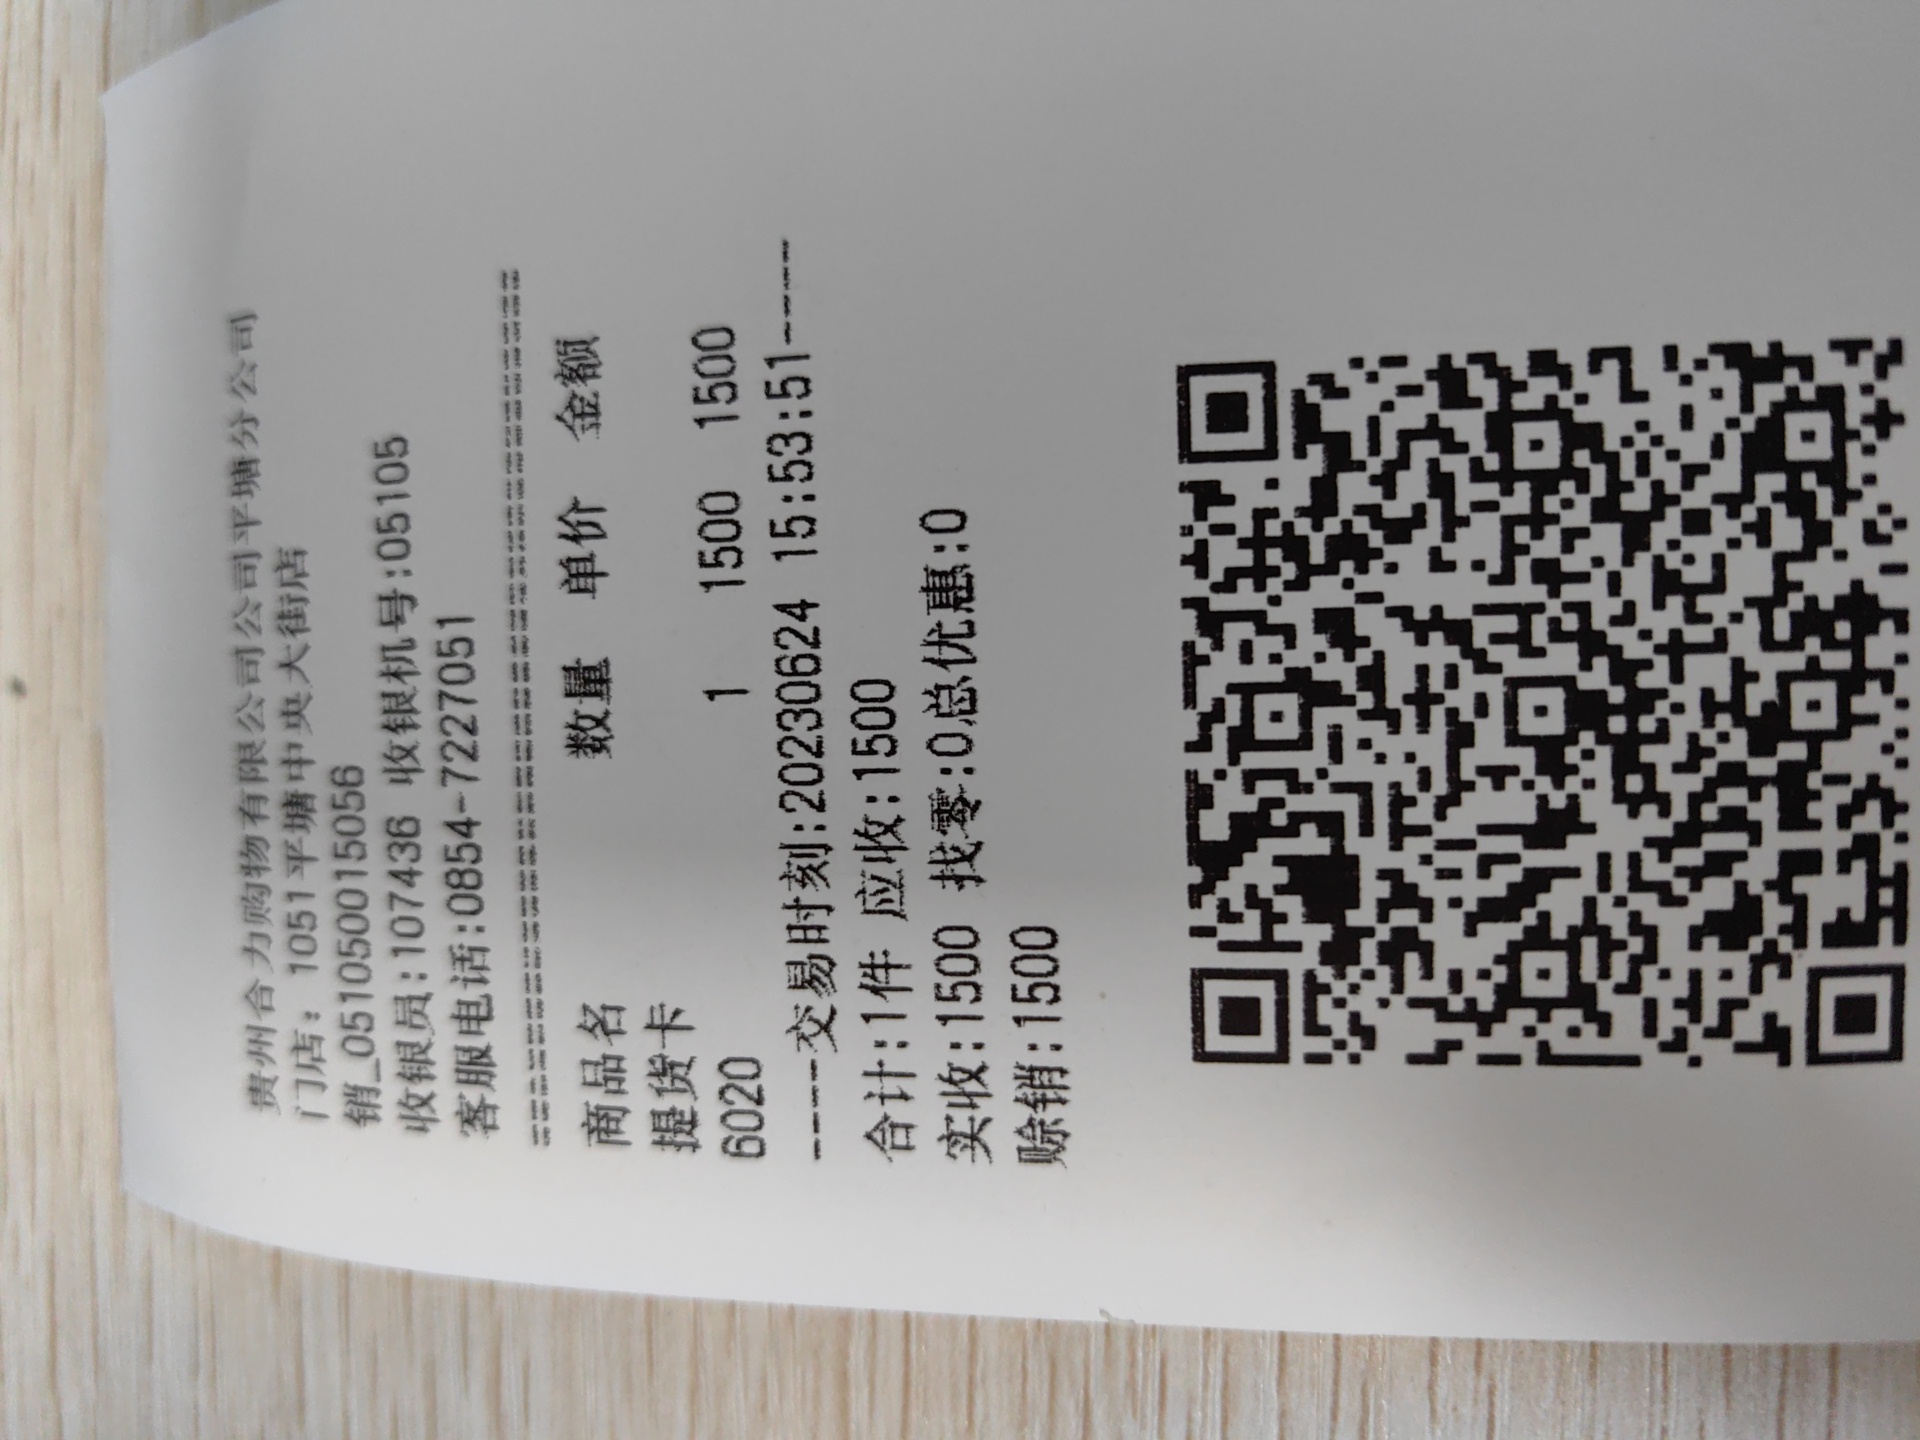 贵州合力购物有限公司公司平塘分公司
门店：1051平塘中央大街店
销_0510500015056
收银员:107436 收银机号:05105
客服电话:0854-7227051
商品名 数量 单价 金额
提货卡
6020 1 1500 1500
-----交易时刻:20230624 15:53:51-----
合计:1件 应收:1500
实收:1500 找零:0总优惠:0
赊销:1500